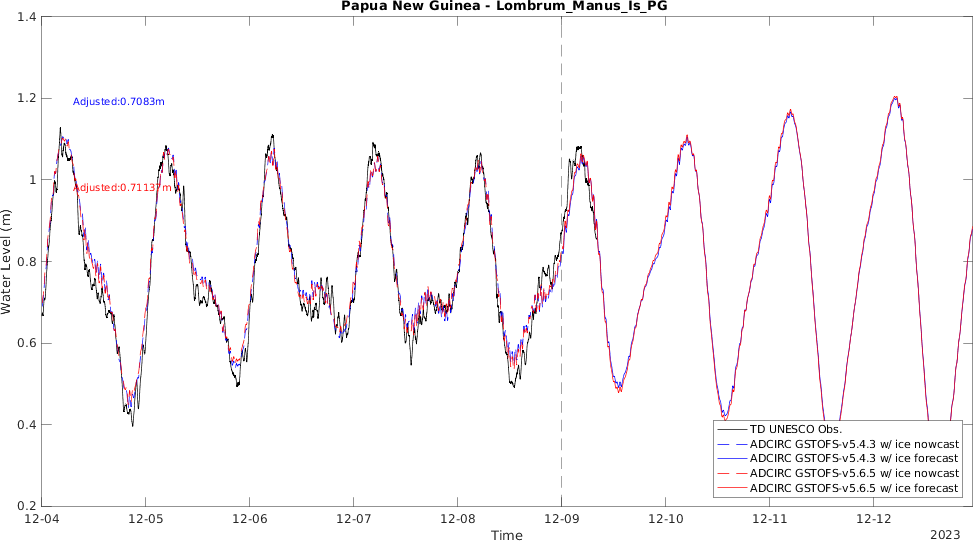 Papua New Guinea - Lombrum_Manus_Is_PG
1.4
1.2
1
0.8
0.6
0.4
0.2
Water Level (m)
Adjusted:0.7083m
Adjusted:0.71137m
TD UNESCO Obs.
ADCIRC GSTOFS-v5.4.3 w/ ice nowcast
ADCIRC GSTOFS-v5.4.3 w/ ice forecast
ADCIRC GSTOFS-v5.6.5 w/ ice nowcast
ADCIRC GSTOFS-v5.6.5 w/ ice forecast
12-04 12-05 12-06 12-07 12-08 12-09 12-10 12-11 12-12
Time
2023